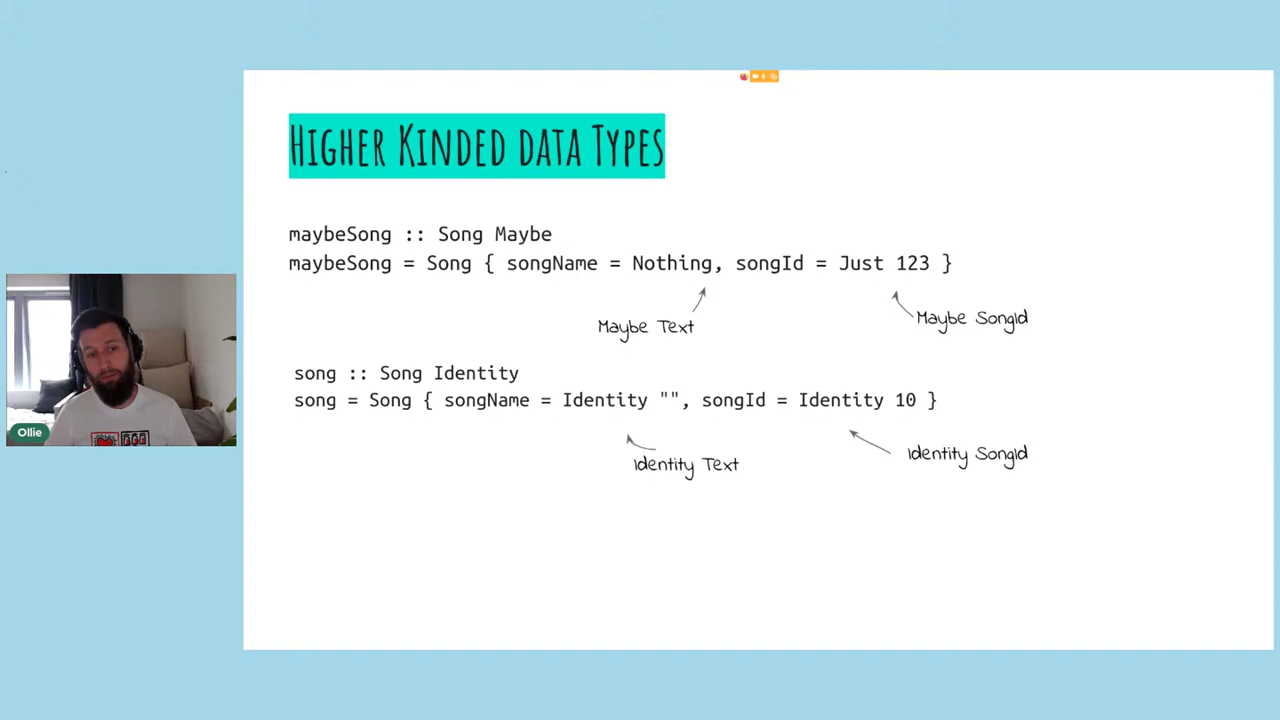 HIGHER KINDED DATA TYPES
maybeSong :: Song Maybe
maybeSong = Song { songName = Nothing, songId = Just 123 }
Maybe Text
Maybe SongId
song :: Song Identity
song = Song { songName = Identity "", songId = Identity 10 }
Identity Text
Identity SongId
Ollie